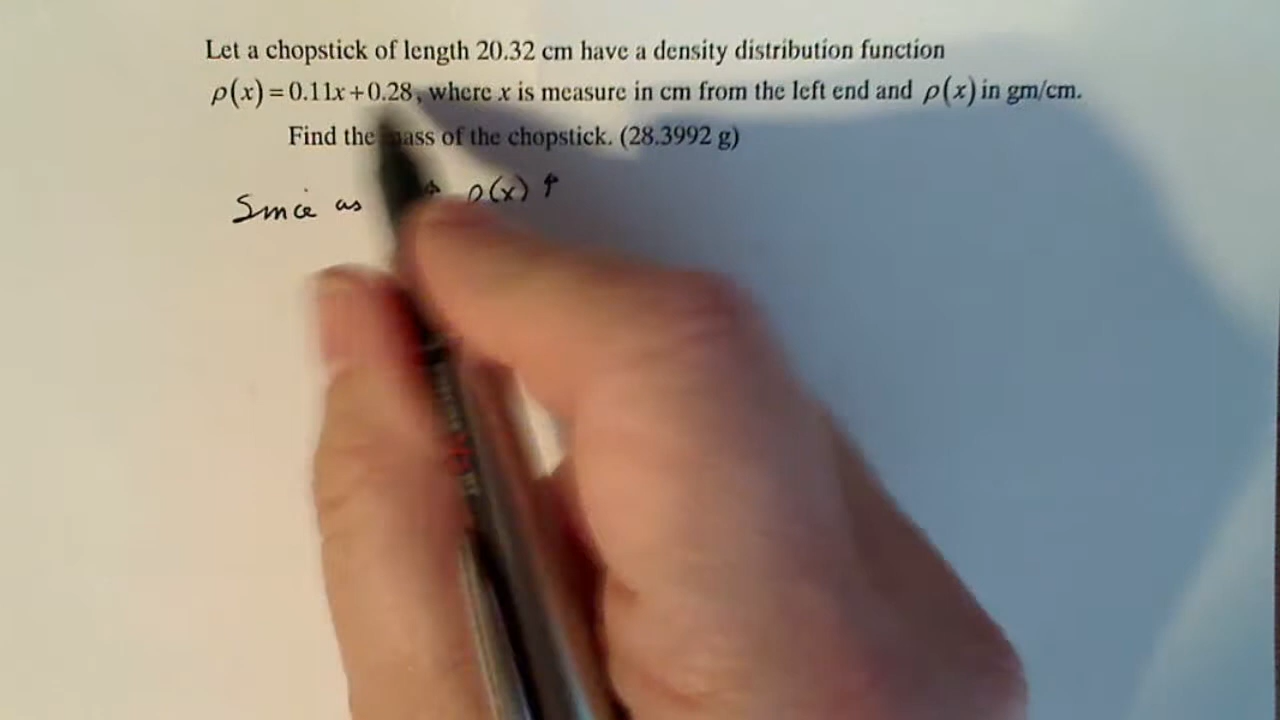 Let a chopstick of length 20.32 cm have a density distribution function
ρ(x) = 0.11x + 0.28, where x is measure in cm from the left end and ρ(x) in gm/cm.
Find the mass of the chopstick. (28.3992 g)
Since as ρ(x) ↑